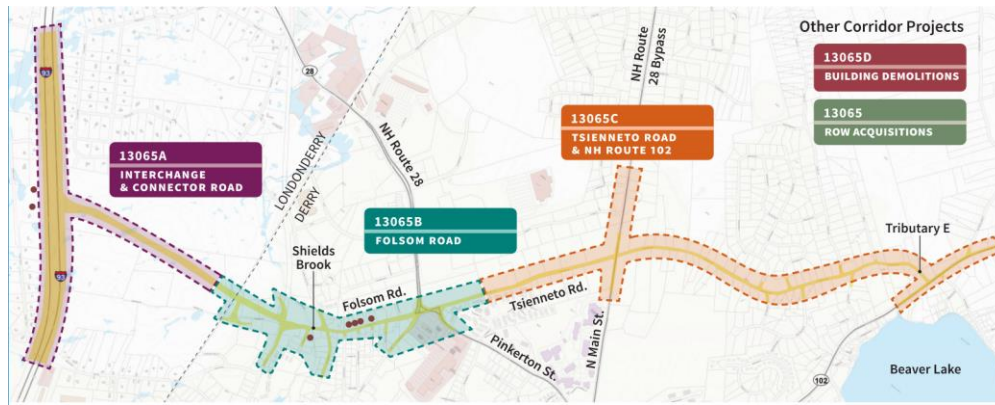 Other Corridor Projects
13065D
BUILDING DEMOLITIONS
13065
ROW ACQUISITIONS
NH Route
28 Bypass
13065C
TSIENNETO ROAD
& NH ROUTE 102
93
28
NH Route 28
LONDONDERRY
DERRY
13065A
INTERCHANGE
& CONNECTOR ROAD
13065B
FOLSOM ROAD
Tributary E
Shields
Brook
Folsom Rd.
Tsienneto Rd.
93
N Main St.
Pinkerton St.
102
Beaver Lake